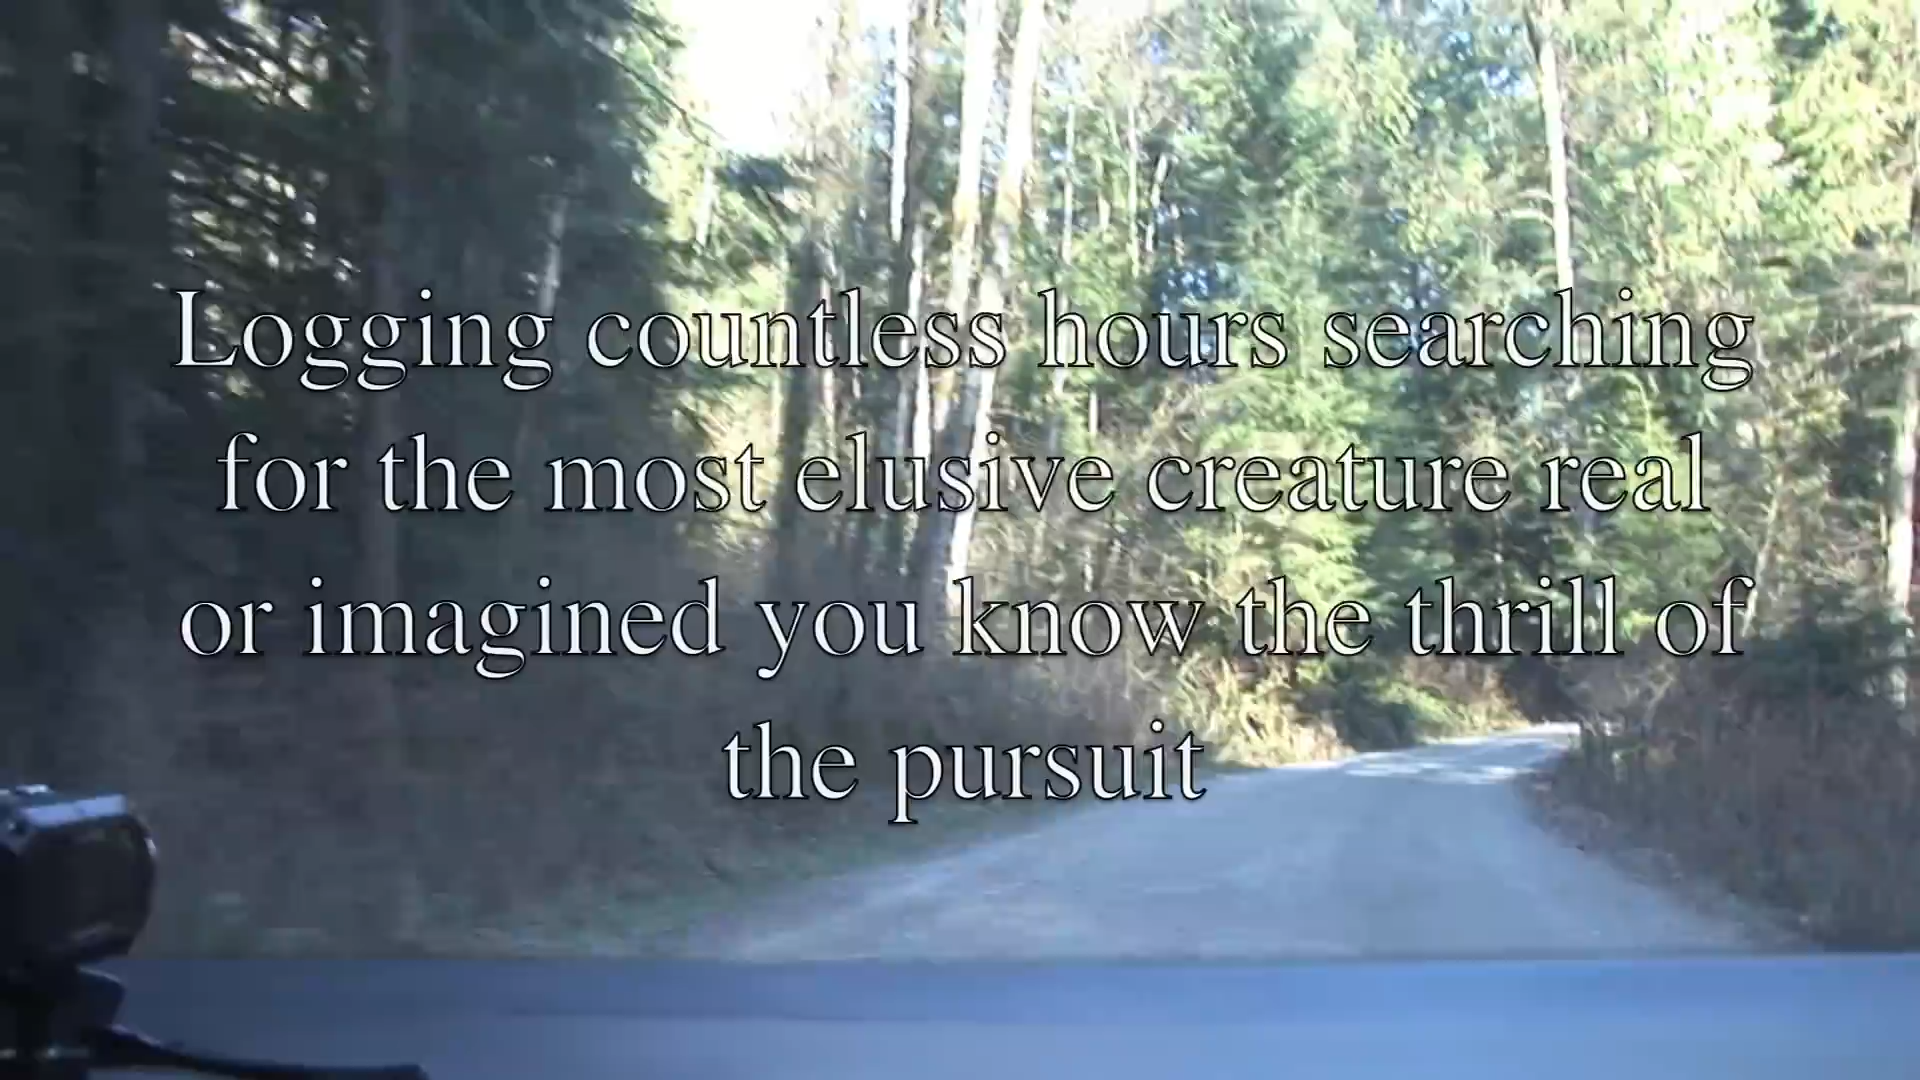 Logging countless hours searching
for the most elusive creature real
or imagined you know the thrill of
the pursuit